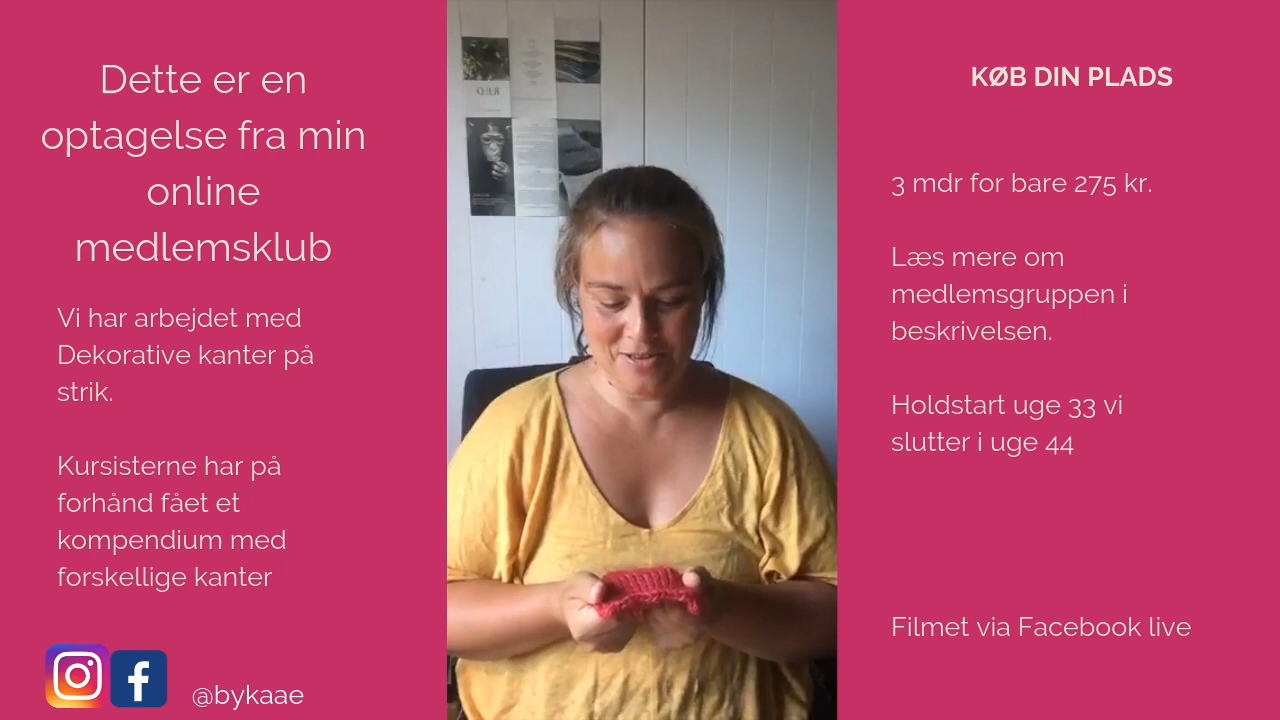 Dette er en
optagelse fra min
online
medlemsklub
Vi har arbejdet med
Dekorative kanter på
strik.
Kursisterne har på
forhånd fået et
kompendium med
forskellige kanter
@bykaae
KØB DIN PLADS
3 mdr for bare 275 kr.
Læs mere om
medlemsgruppen i
beskrivelsen.
Holdstart uge 33 vi
slutter i uge 44
Filmet via Facebook live